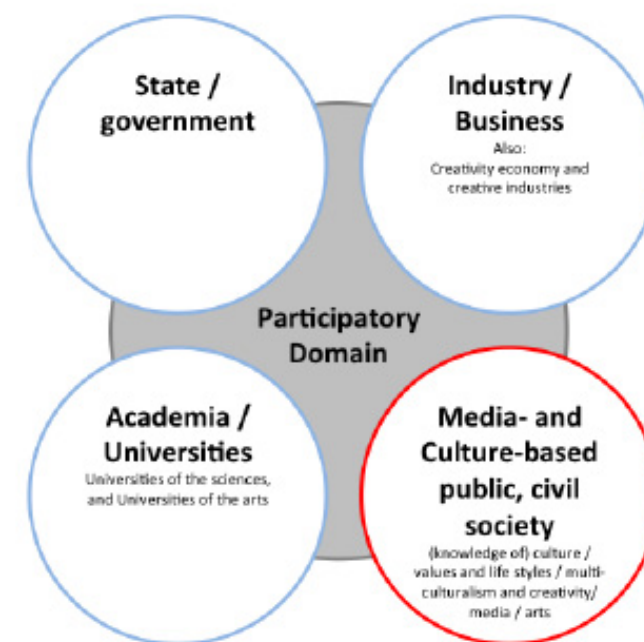 State /
government
Industry /
Business
Also:
Creativity economy and
creative industries
Participatory
Domain
Academia /
Universities
Universities of the sciences,
and Universities of the arts
Media- and
Culture-based
public, civil
society
(knowledge of) culture /
values and life styles / multi-
culturalism and creativity/
media / arts